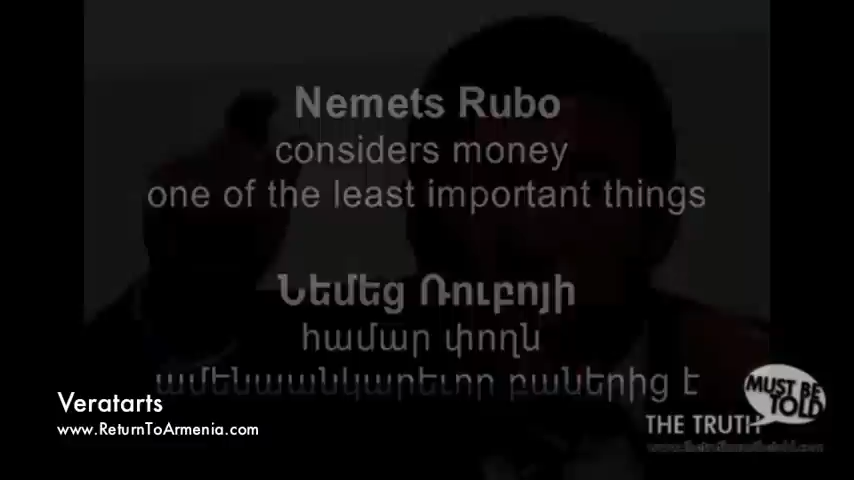 Nemets Rubo
considers money
one of the least important things
Նեմեց Ռուբոյի
համար փողն
ամենաանկարեւոր բաներից է
Veratarts
www.ReturnToArmenia.com
MUST BE
TOLD
THE TRUTH